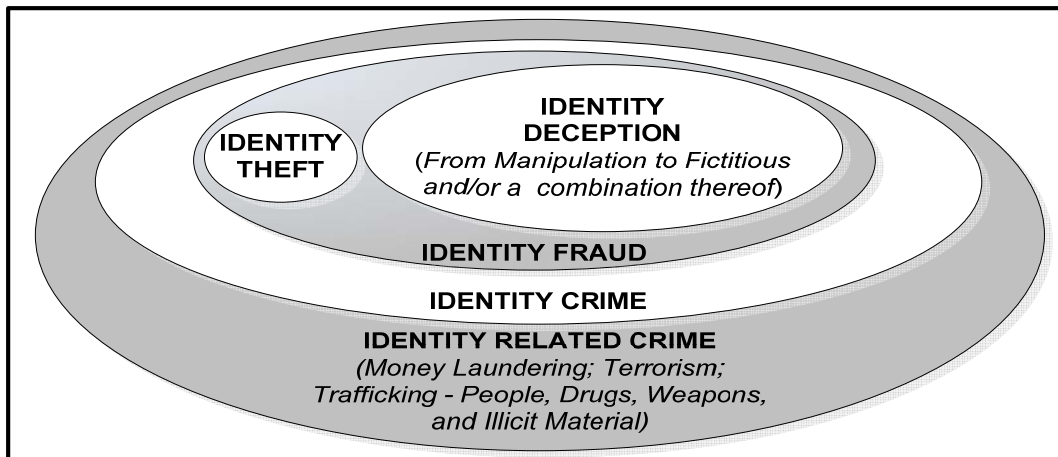 IDENTITY
THEFT
IDENTITY
DECEPTION
(From Manipulation to Fictitious
and/or a combination thereof)
IDENTITY FRAUD
IDENTITY CRIME
IDENTITY RELATED CRIME
(Money Laundering; Terrorism;
Trafficking - People, Drugs, Weapons,
and Illicit Material)